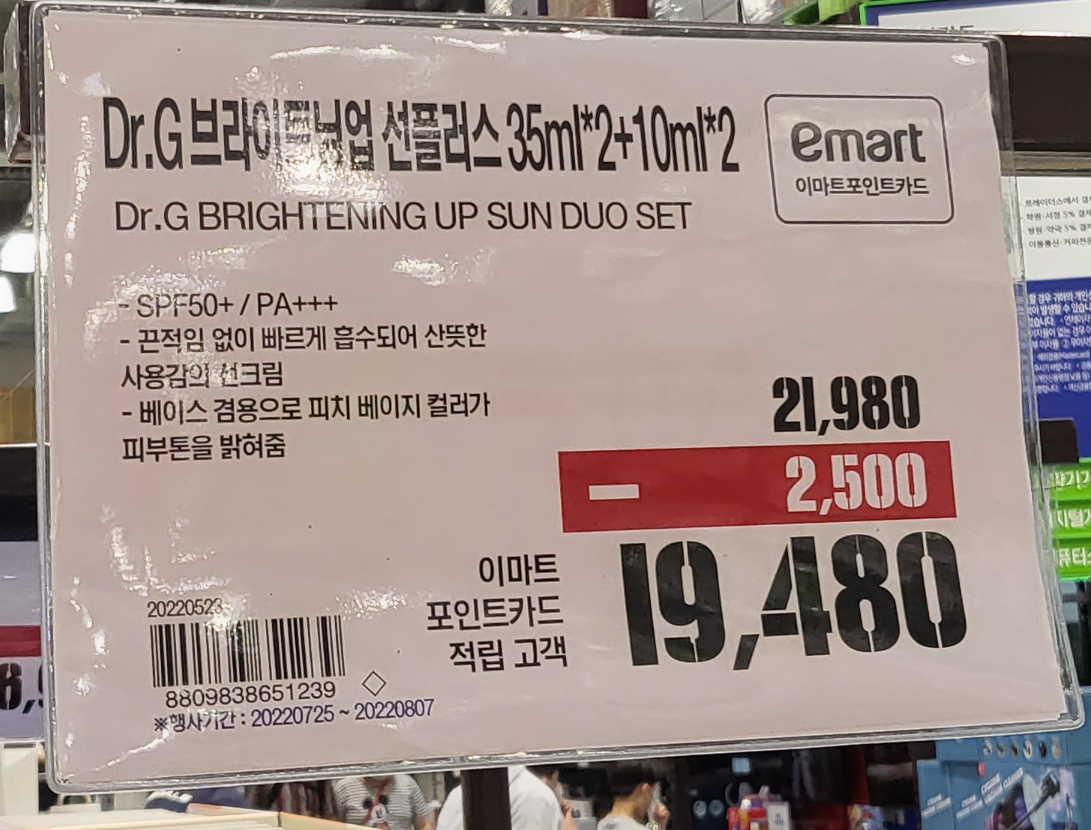 Dr.G 브라이트닝업 선플러스 35ml*2+10ml*2
emart
이마트포인트카드
Dr.G BRIGHTENING UP SUN DUO SET
- SPF50+ / PA+++
- 끈적임 없이 빠르게 흡수되어 산뜻한
사용감의 선크림
- 베이스 겸용으로 피치 베이지 컬러가
피부톤을 밝혀줌
21,980
- 2,500
이마트
포인트카드
적립 고객
19,480
20220523
8809838651239
※행사기간 : 20220725 ~ 20220807